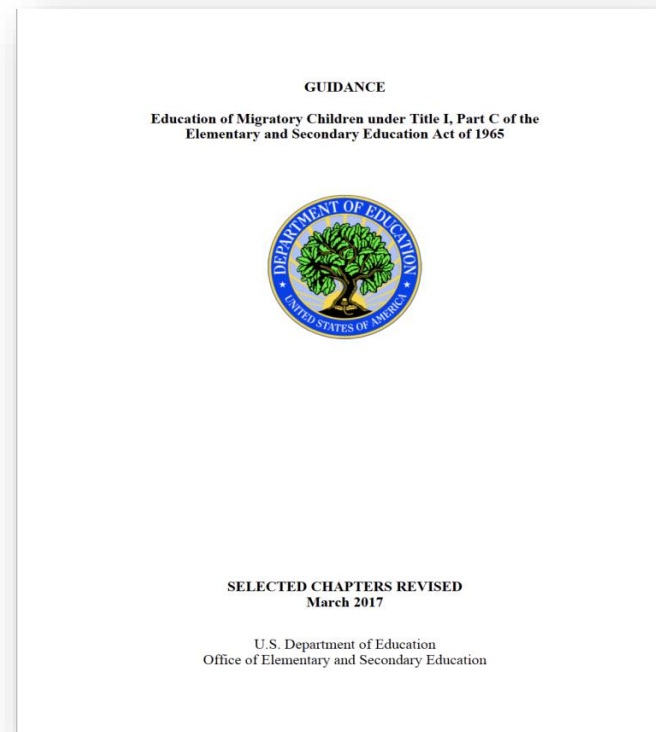 GUIDANCE
Education of Migratory Children under Title I, Part C of the
Elementary and Secondary Education Act of 1965
DEPARTMENT OF EDUCATION
UNITED STATES OF AMERICA
SELECTED CHAPTERS REVISED
March 2017
U.S. Department of Education
Office of Elementary and Secondary Education